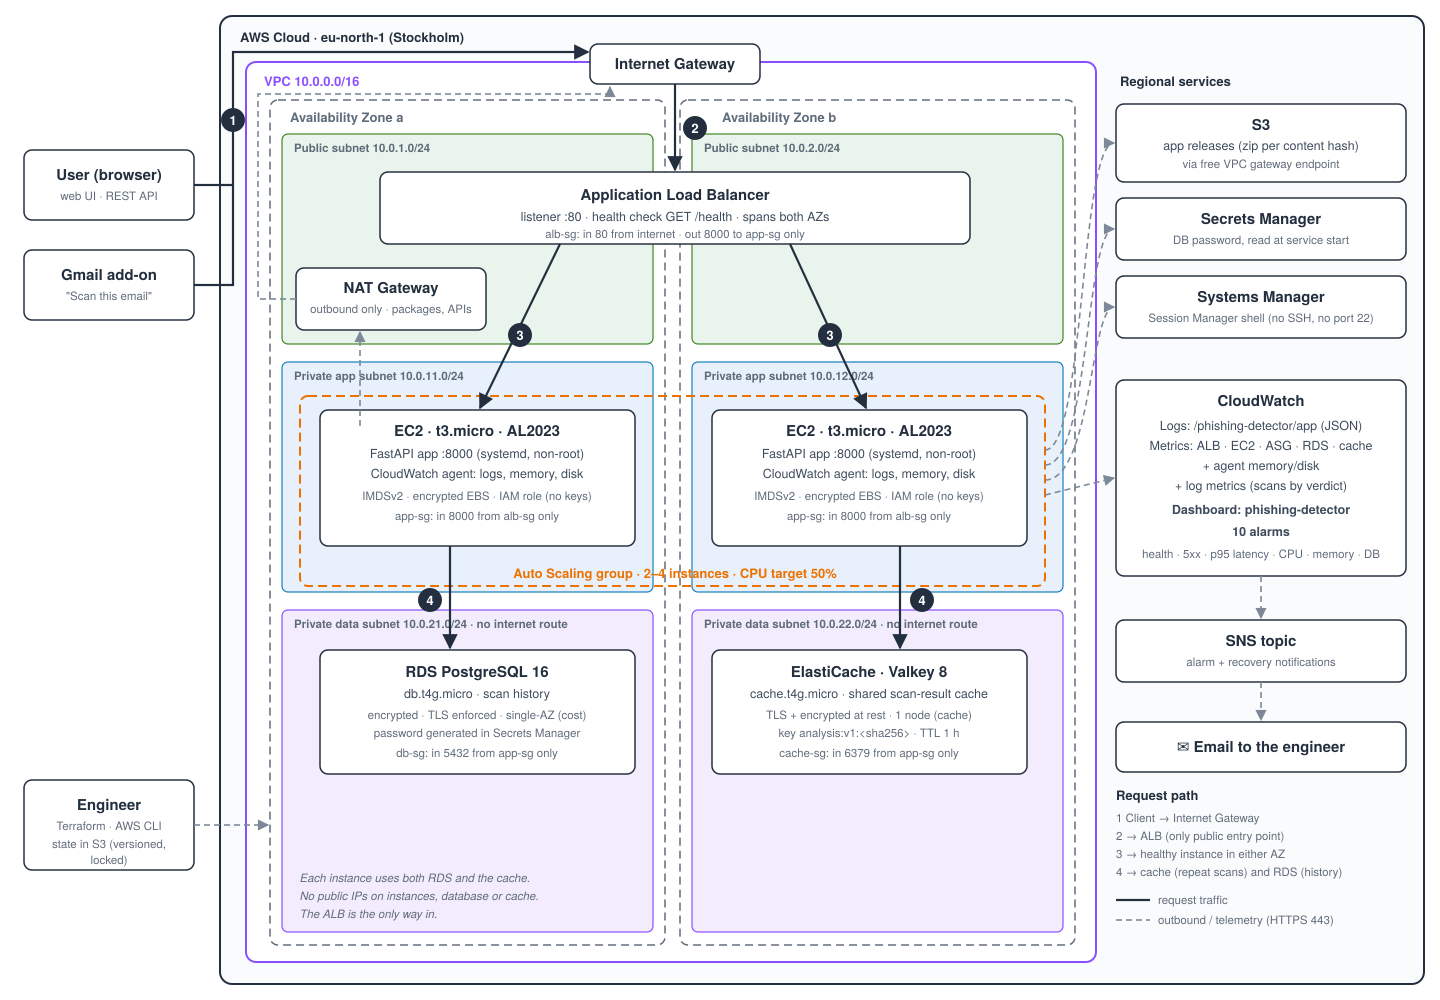 AWS Cloud · eu-north-1 (Stockholm)
Internet Gateway
VPC 10.0.0.0/16
Regional services
1
Availability Zone a
2
Availability Zone b
S3
app releases (zip per content hash)
via free VPC gateway endpoint
Public subnet 10.0.1.0/24
Public subnet 10.0.2.0/24
User (browser)
web UI · REST API
Application Load Balancer
listener :80 · health check GET /health · spans both AZs
alb-sg: in 80 from internet · out 8000 to app-sg only
Secrets Manager
DB password, read at service start
Gmail add-on
"Scan this email"
NAT Gateway
outbound only · packages, APIs
Systems Manager
Session Manager shell (no SSH, no port 22)
3
3
Private app subnet 10.0.11.0/24
Private app subnet 10.0.12.0/24
EC2 · t3.micro · AL2023
FastAPI app :8000 (systemd, non-root)
CloudWatch agent: logs, memory, disk
IMDSv2 · encrypted EBS · IAM role (no keys)
app-sg: in 8000 from alb-sg only
EC2 · t3.micro · AL2023
FastAPI app :8000 (systemd, non-root)
CloudWatch agent: logs, memory, disk
IMDSv2 · encrypted EBS · IAM role (no keys)
app-sg: in 8000 from alb-sg only
CloudWatch
Logs: /phishing-detector/app (JSON)
Metrics: ALB · EC2 · ASG · RDS · cache
+ agent memory/disk
+ log metrics (scans by verdict)
Dashboard: phishing-detector
10 alarms
health · 5xx · p95 latency · CPU · memory · DB
Auto Scaling group · 2–4 instances · CPU target 50%
4
4
Private data subnet 10.0.21.0/24 · no internet route
Private data subnet 10.0.22.0/24 · no internet route
RDS PostgreSQL 16
db.t4g.micro · scan history
encrypted · TLS enforced · single-AZ (cost)
password generated in Secrets Manager
db-sg: in 5432 from app-sg only
ElastiCache · Valkey 8
cache.t4g.micro · shared scan-result cache
TLS + encrypted at rest · 1 node (cache)
key analysis:v1:<sha256> · TTL 1 h
cache-sg: in 6379 from app-sg only
SNS topic
alarm + recovery notifications
✉ Email to the engineer
Engineer
Terraform · AWS CLI
state in S3 (versioned,
locked)
Each instance uses both RDS and the cache.
No public IPs on instances, database or cache.
The ALB is the only way in.
Request path
1 Client → Internet Gateway
2 → ALB (only public entry point)
3 → healthy instance in either AZ
4 → cache (repeat scans) and RDS (history)
request traffic
outbound / telemetry (HTTPS 443)